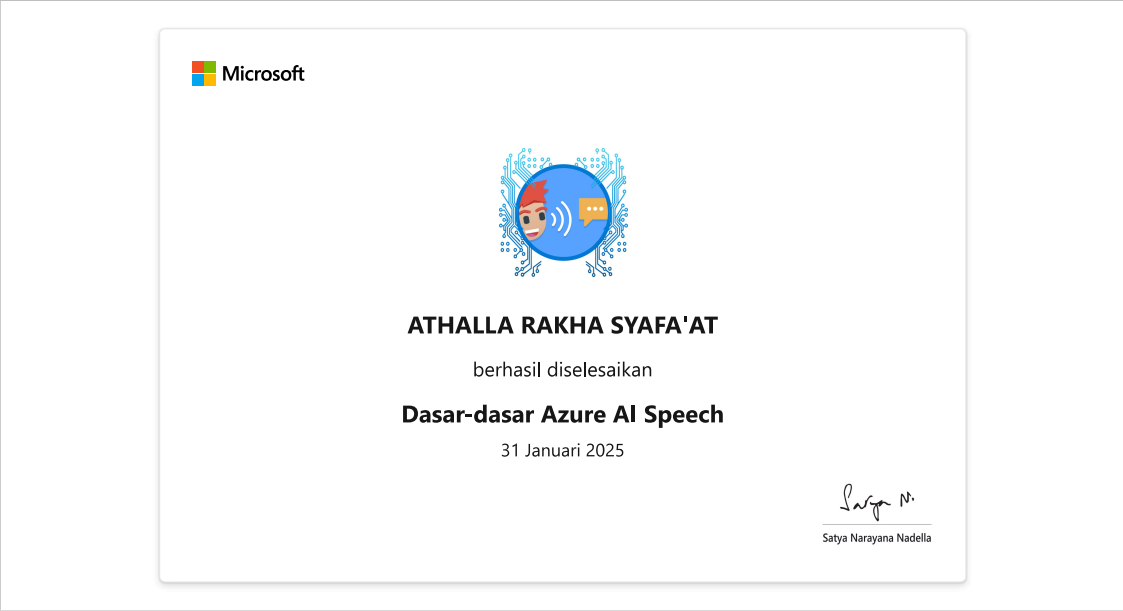 Microsoft
ATHALLA RAKHA SYAFA'AT
berhasil diselesaikan
Dasar-dasar Azure AI Speech
31 Januari 2025
Satya N.
Satya Narayana Nadella